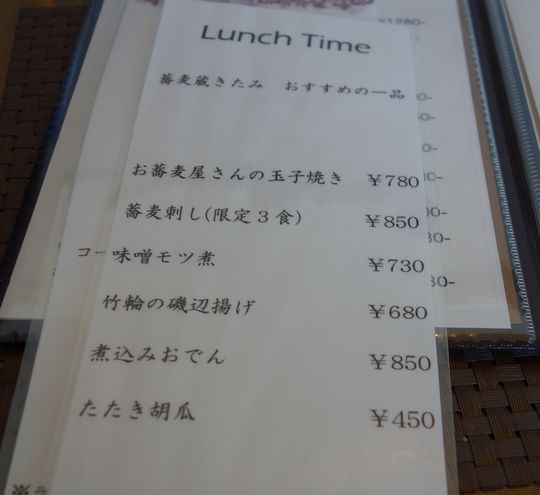 ¥1280-
Lunch Time
蕎麦蔵きたみ おすすめの一品
お蕎麦屋さんの玉子焼き ¥780
蕎麦刺し(限定3食) ¥850
味噌モツ煮 ¥730
竹輪の磯辺揚げ ¥680
煮込みおでん ¥850
たたき胡瓜 ¥450